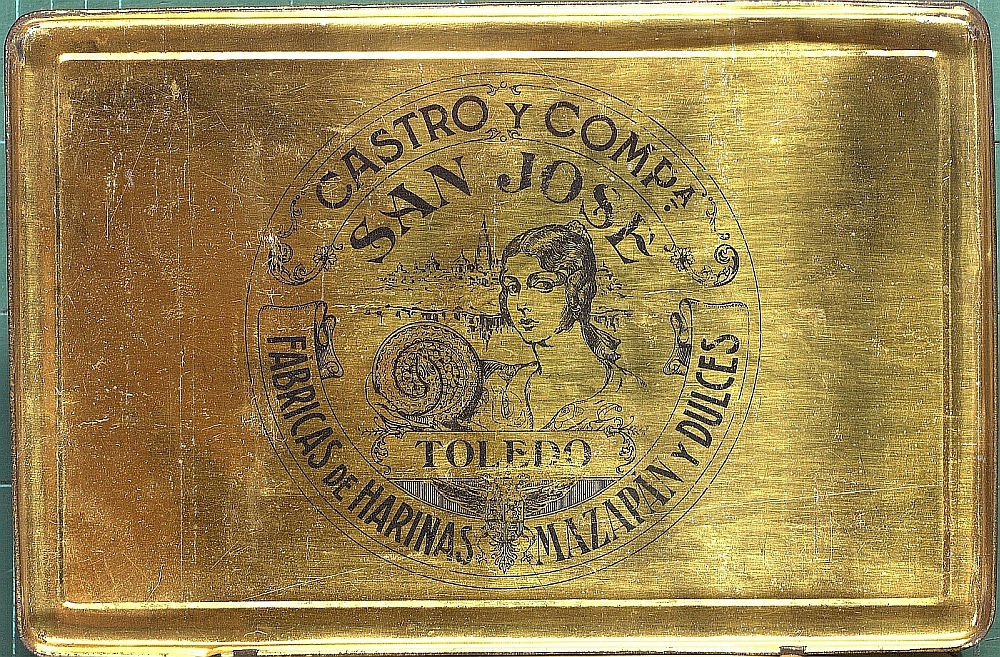 CASTRO Y COMPª
SAN JOSÉ
TOLEDO
FABRICAS DE HARINAS MAZAPÁN Y DULCES